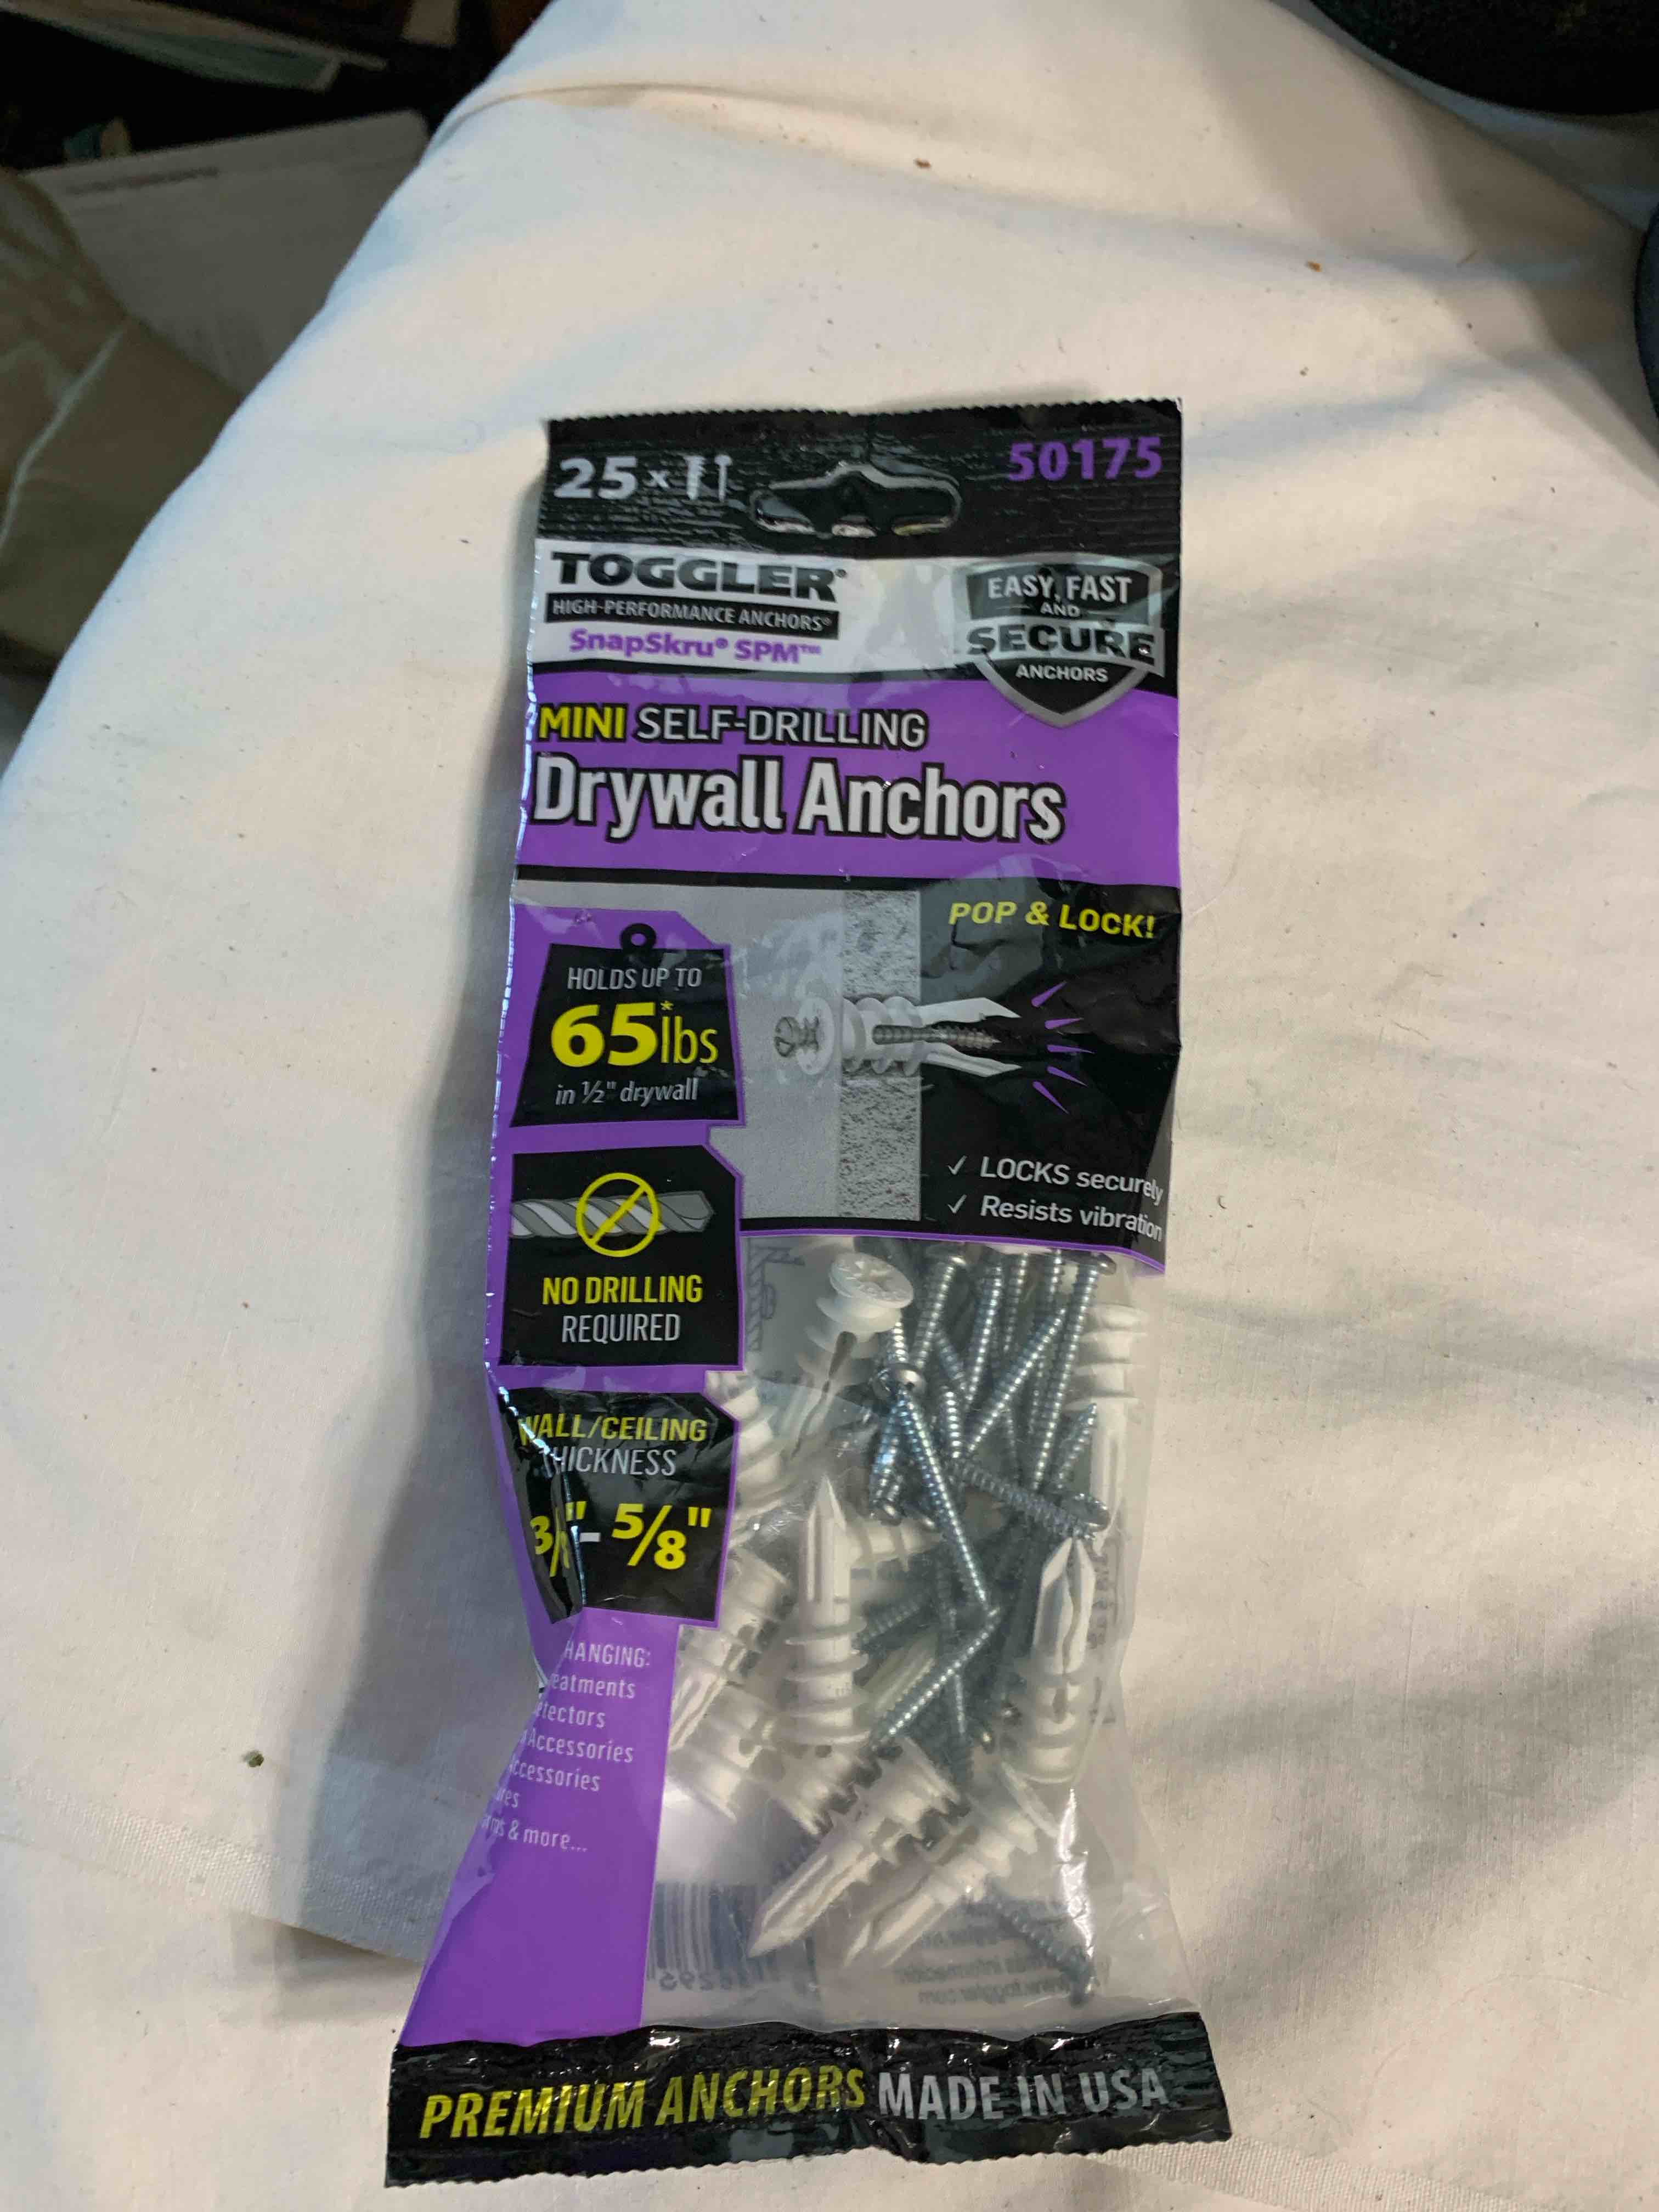 25 x
50175
TOGGLER®
HIGH-PERFORMANCE ANCHORS®
SnapSkru® SPM™
EASY, FAST
AND
SECURE
ANCHORS
MINI SELF-DRILLING
Drywall Anchors
POP & LOCK!
HOLDS UP TO
65*lbs
in ½" drywall
✓ LOCKS securely
✓ Resists vibration
NO DRILLING
REQUIRED
WALL/CEILING
THICKNESS
- 5/8"
HANGING:
Accessories
& more...
PREMIUM ANCHORS MADE IN USA